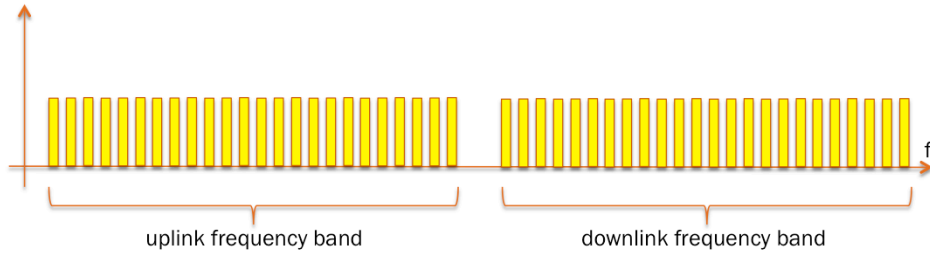 f
uplink frequency band
downlink frequency band